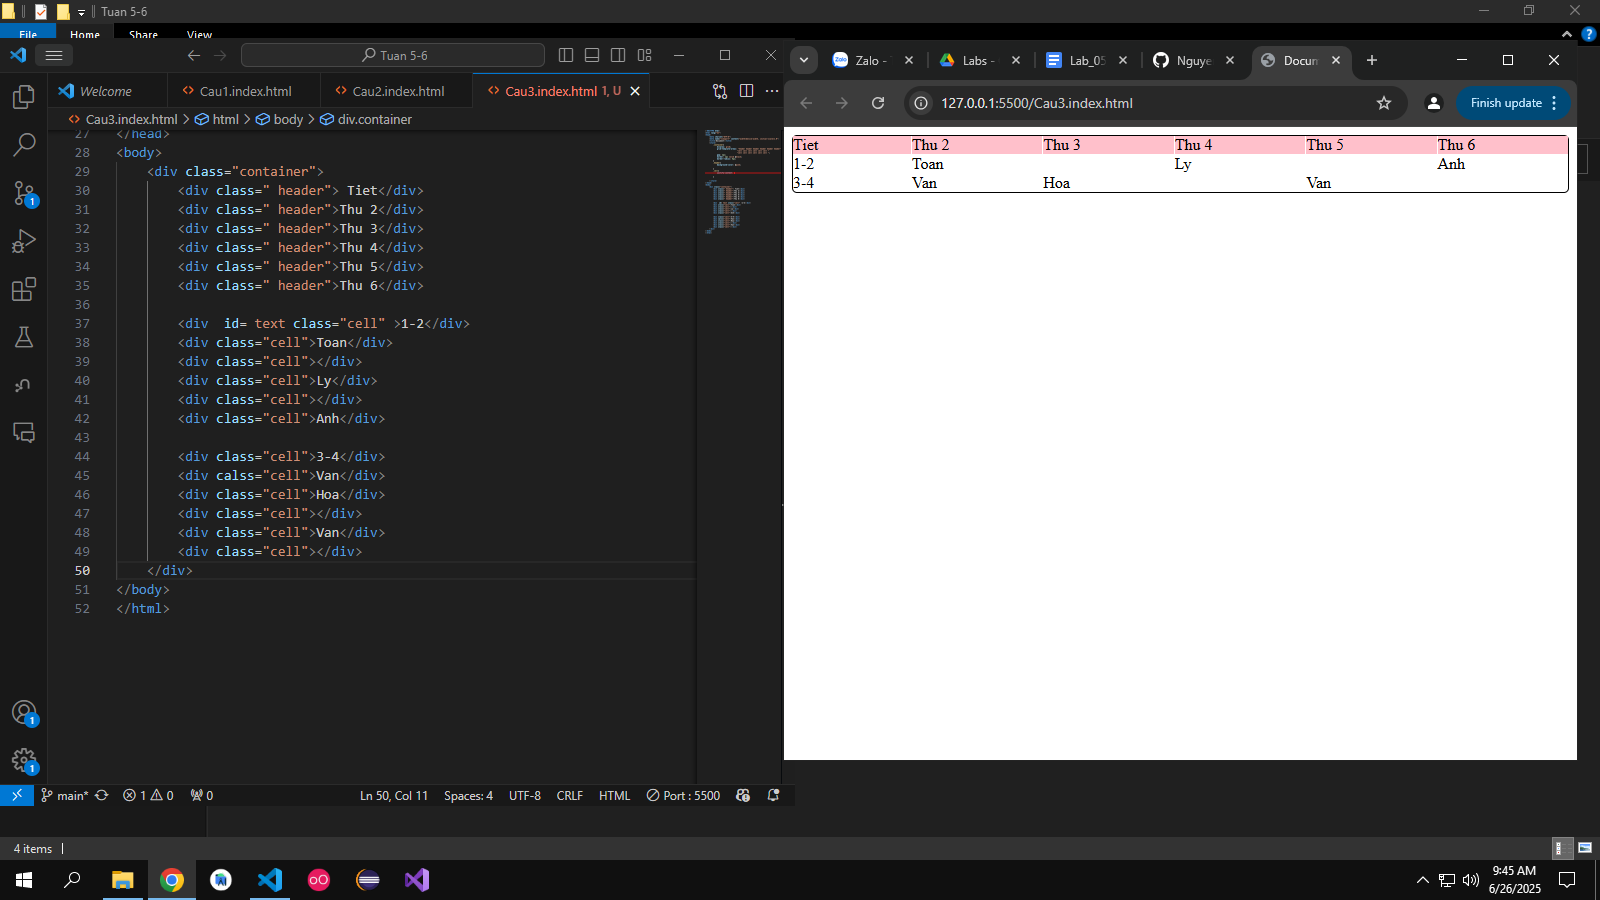 Tuan 5-6
File Home Share View
Tuan 5-6
Welcome
Cau1.index.html
Cau2.index.html
Cau3.index.html 1, U
Cau3.index.html > html > body > div.container
27 </head>
28 <body>
29 <div class="container">
30 <div class=" header"> Tiet</div>
31 <div class=" header">Thu 2</div>
32 <div class=" header">Thu 3</div>
33 <div class=" header">Thu 4</div>
34 <div class=" header">Thu 5</div>
35 <div class=" header">Thu 6</div>
36
37 <div  id= text class="cell" >1-2</div>
38 <div class="cell">Toan</div>
39 <div class="cell"></div>
40 <div class="cell">Ly</div>
41 <div class="cell"></div>
42 <div class="cell">Anh</div>
43
44 <div class="cell">3-4</div>
45 <div calss="cell">Van</div>
46 <div class="cell">Hoa</div>
47 <div class="cell"></div>
48 <div class="cell">Van</div>
49 <div class="cell"></div>
50 </div>
51 </body>
52 </html>
1
1
1
main* 1 0 0 Ln 50, Col 11 Spaces: 4 UTF-8 CRLF HTML Port : 5500
Zalo - Labs - Lab_05 Nguye Docum
127.0.0.1:5500/Cau3.index.html
Finish update
Tiet Thu 2 Thu 3 Thu 4 Thu 5 Thu 6
1-2 Toan Ly Anh
3-4 Van Hoa Van
4 items
9:45 AM
6/26/2025